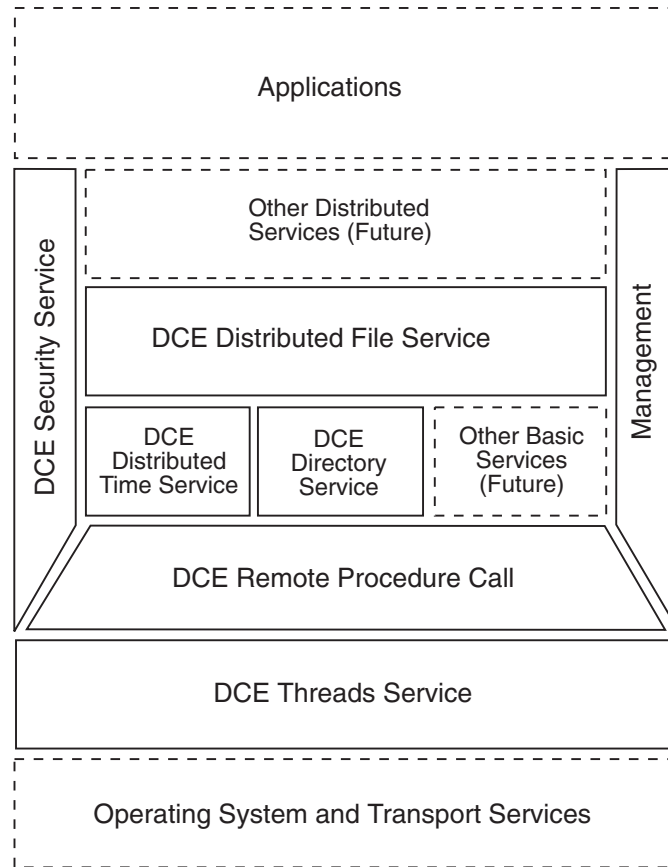 Applications
Other Distributed
Services (Future)
DCE Security Service
DCE Distributed File Service
Management
DCE
Distributed
Time Service
DCE
Directory
Service
Other Basic
Services
(Future)
DCE Remote Procedure Call
DCE Threads Service
Operating System and Transport Services